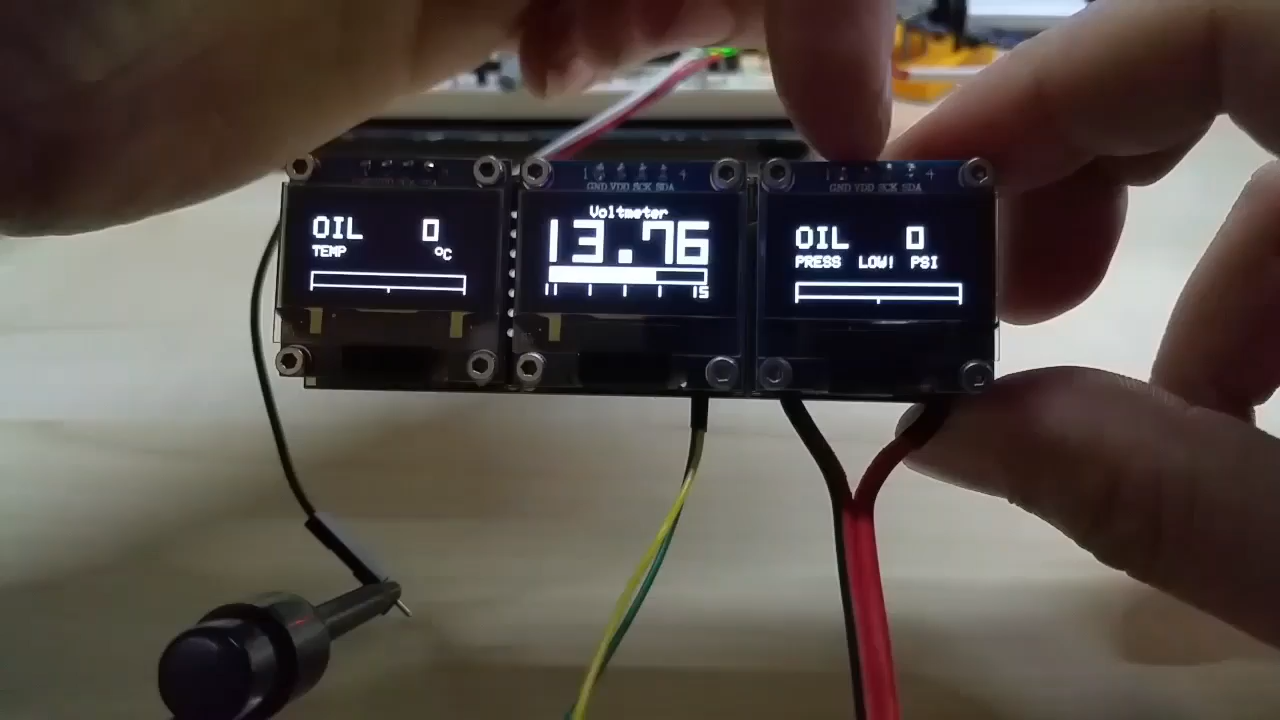 OIL 0
TEMP °C
GND VDD SCK SDA
Voltmeter
13.76
11 15
GND VDD SCK SDA
OIL 0
PRESS LOW! PSI